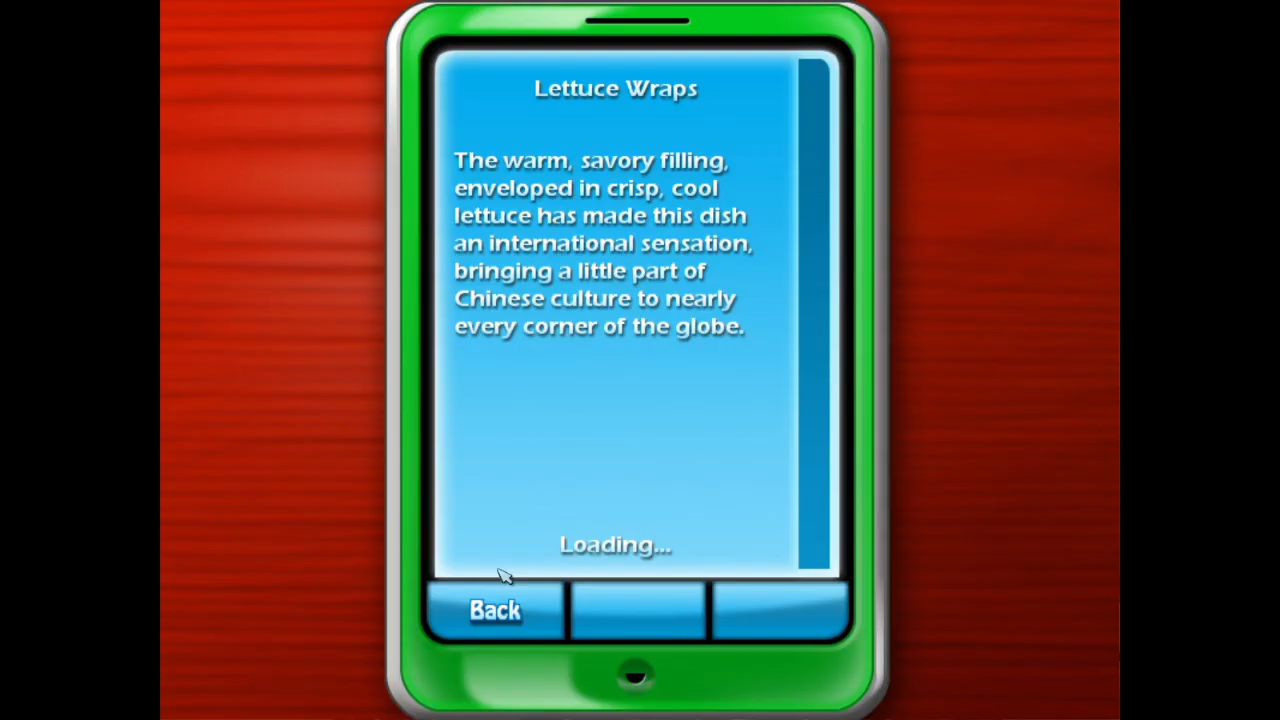 Lettuce Wraps
The warm, savory filling,
enveloped in crisp, cool
lettuce has made this dish
an international sensation,
bringing a little part of
Chinese culture to nearly
every corner of the globe.
Loading...
Back